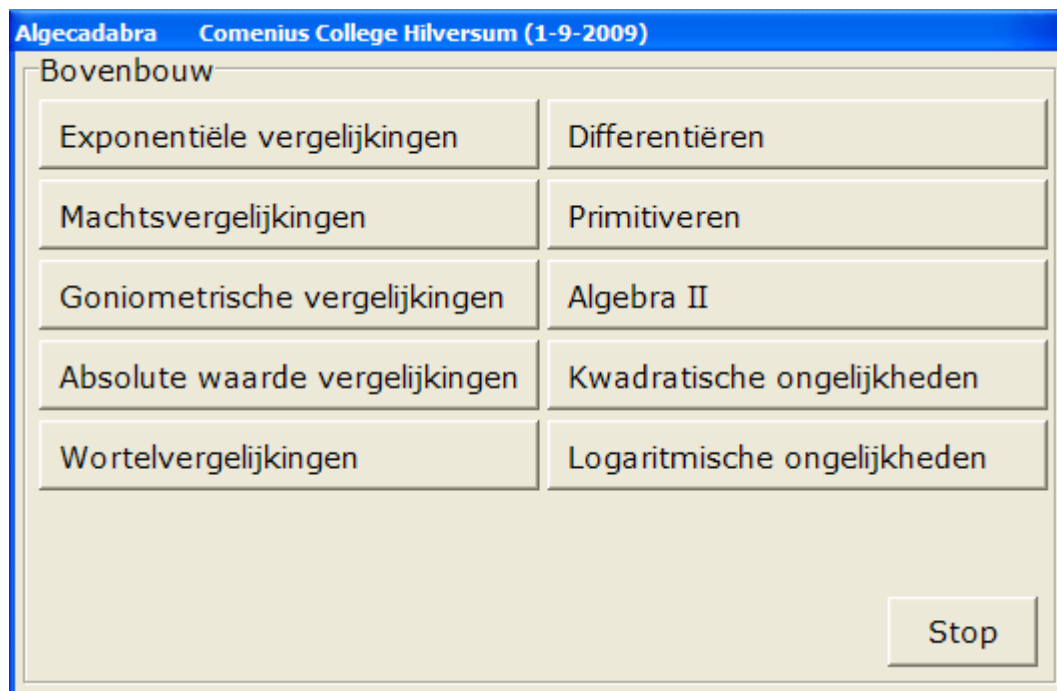 Algecadabra Comenius College Hilversum (1-9-2009)
Bovenbouw
Exponentiële vergelijkingen
Machtsvergelijkingen
Goniometrische vergelijkingen
Absolute waarde vergelijkingen
Wortelvergelijkingen
Differentiëren
Primitiveren
Algebra II
Kwadratische ongelijkheden
Logaritmische ongelijkheden
Stop